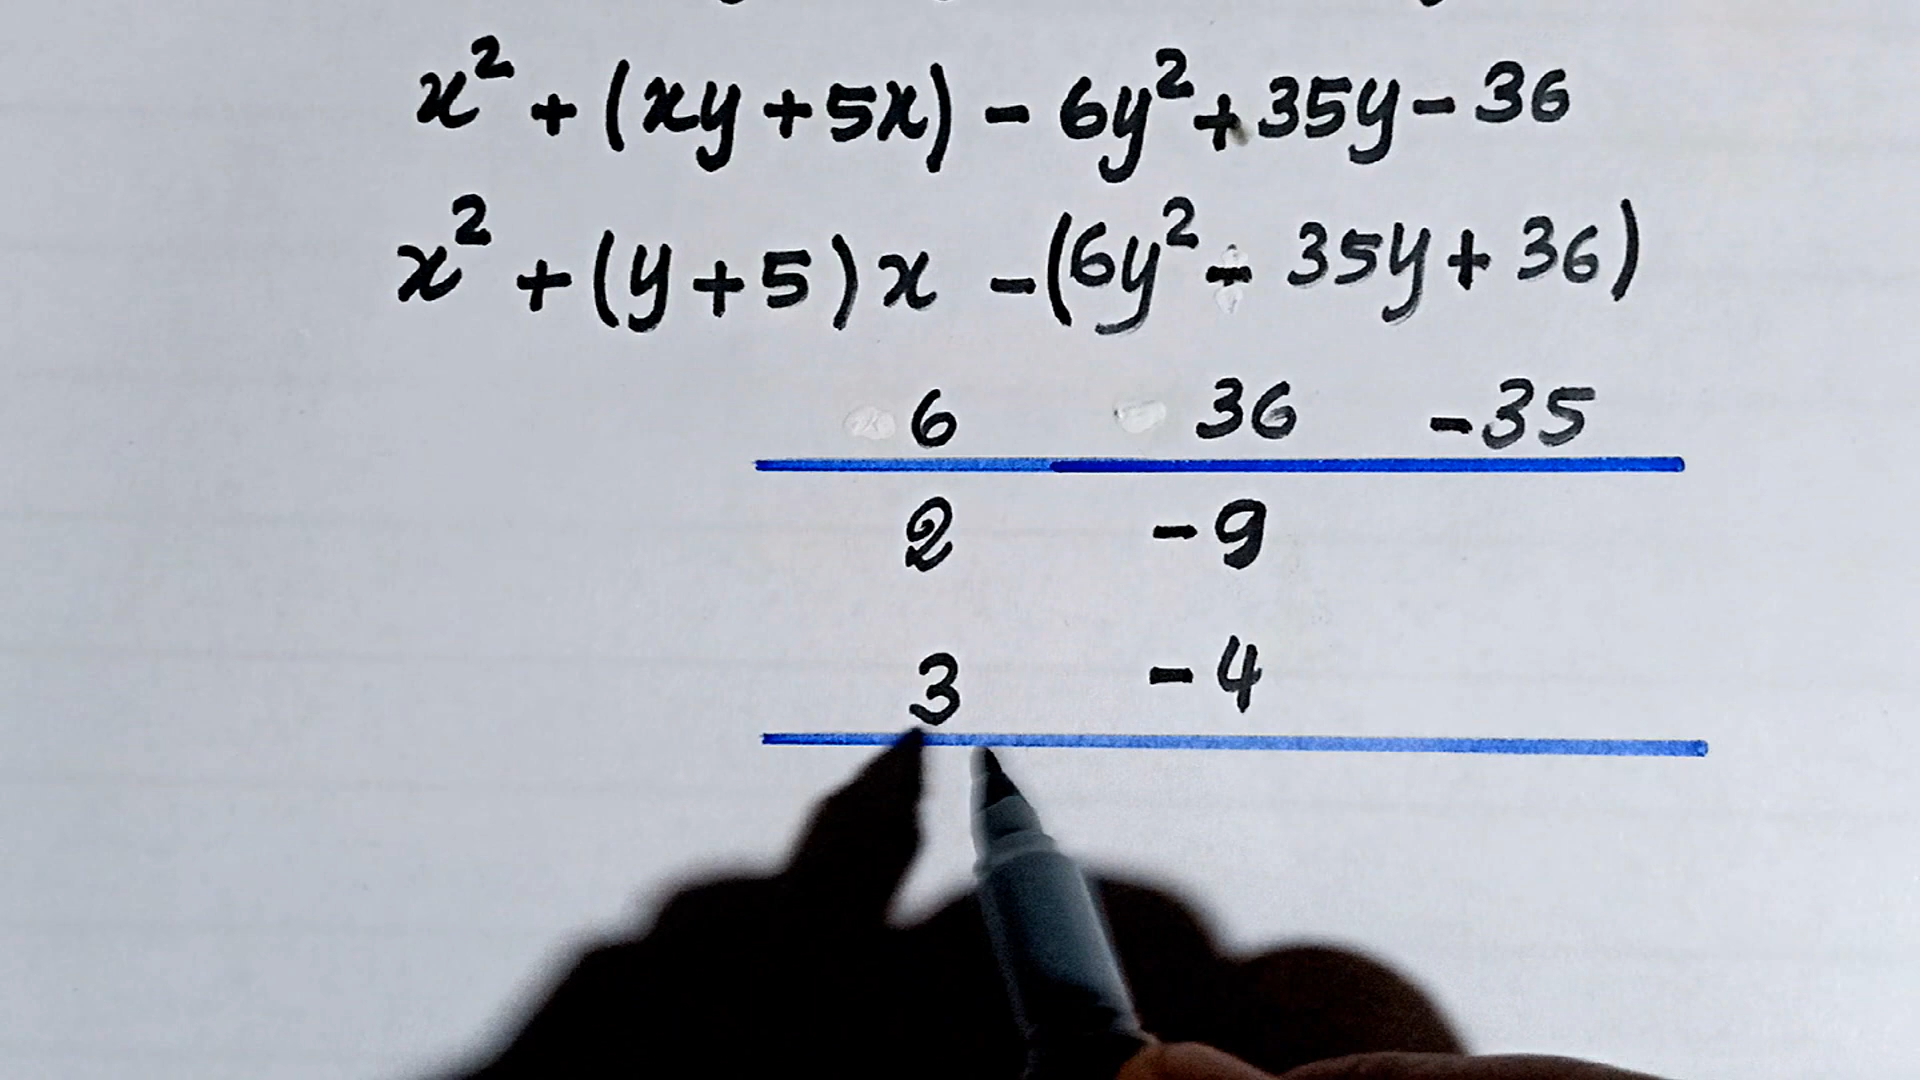 x² + (xy + 5x) - 6y² + 35y - 36
x² + (y + 5) x - (6y² - 35y + 36)
6 36 -35
2 -9
3 -4